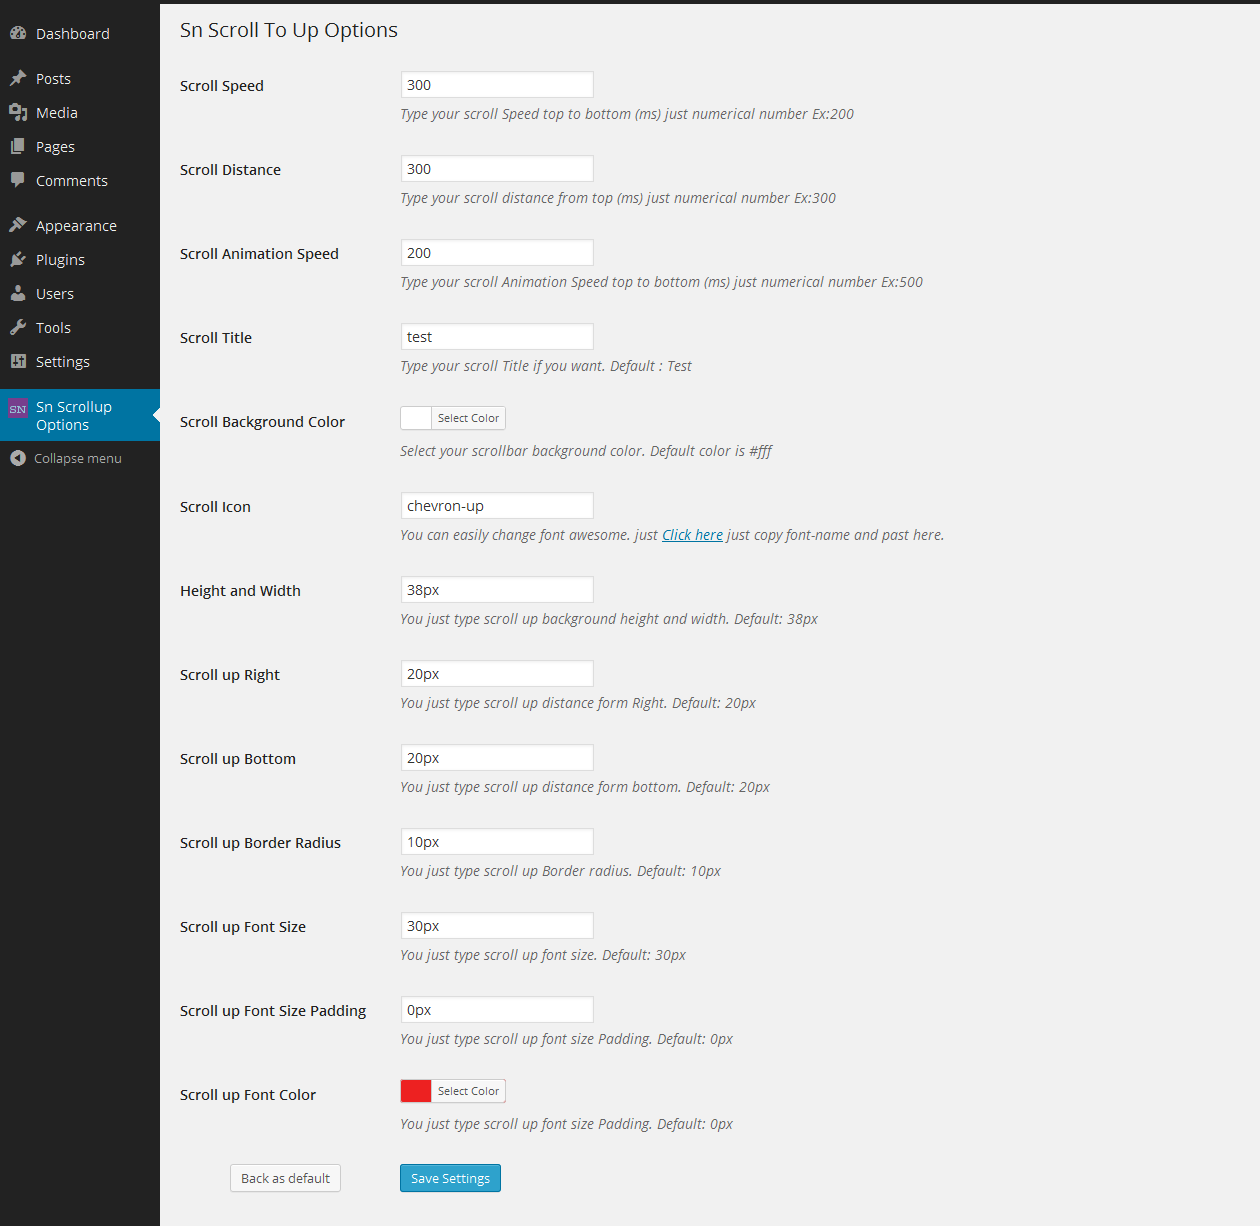 Dashboard
Posts
Media
Pages
Comments
Appearance
Plugins
Users
Tools
Settings
SN
Sn Scrollup
Options
Collapse menu
Sn Scroll To Up Options
Scroll Speed
300
Type your scroll Speed top to bottom (ms) just numerical number Ex:200
Scroll Distance
300
Type your scroll distance from top (ms) just numerical number Ex:300
Scroll Animation Speed
200
Type your scroll Animation Speed top to bottom (ms) just numerical number Ex:500
Scroll Title
test
Type your scroll Title if you want. Default : Test
Scroll Background Color
Select Color
Select your scrollbar background color. Default color is #fff
Scroll Icon
chevron-up
You can easily change font awesome. just Click here just copy font-name and past here.
Height and Width
38px
You just type scroll up background height and width. Default: 38px
Scroll up Right
20px
You just type scroll up distance form Right. Default: 20px
Scroll up Bottom
20px
You just type scroll up distance form bottom. Default: 20px
Scroll up Border Radius
10px
You just type scroll up Border radius. Default: 10px
Scroll up Font Size
30px
You just type scroll up font size. Default: 30px
Scroll up Font Size Padding
0px
You just type scroll up font size Padding. Default: 0px
Scroll up Font Color
Select Color
You just type scroll up font size Padding. Default: 0px
Back as default
Save Settings